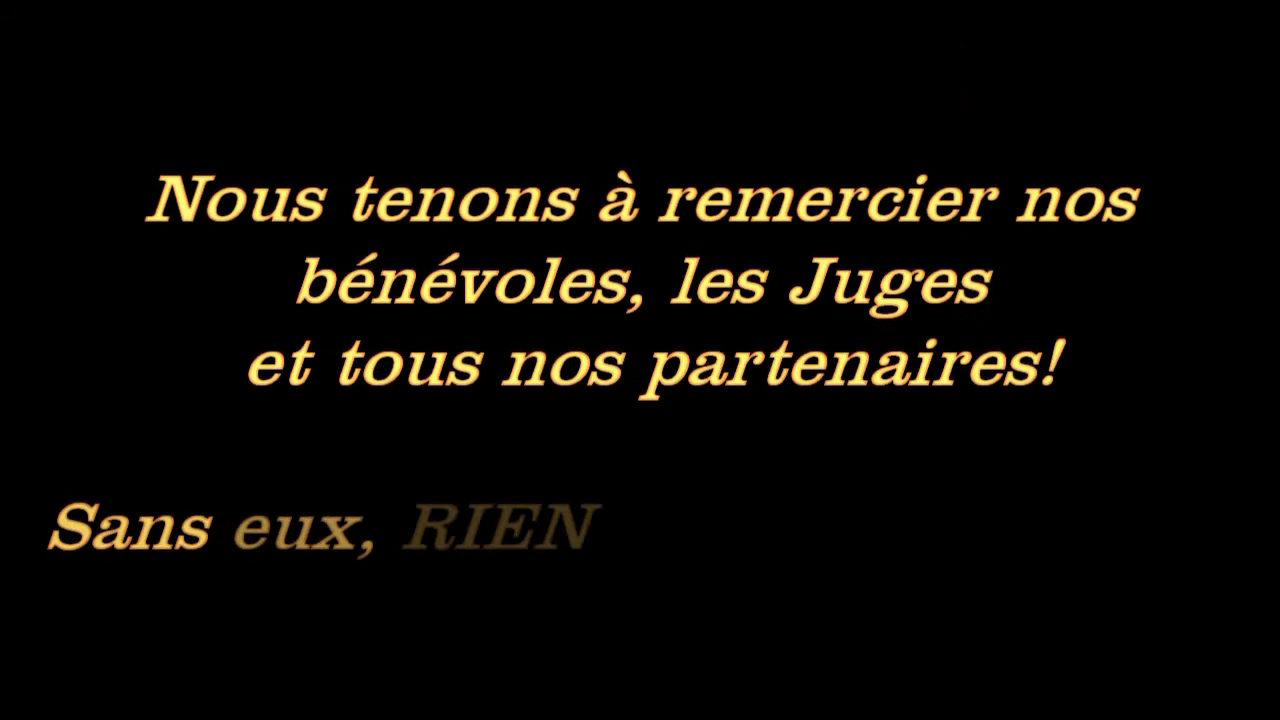 Nous tenons à remercier nos
bénévoles, les Juges
et tous nos partenaires!
Sans eux, RIEN